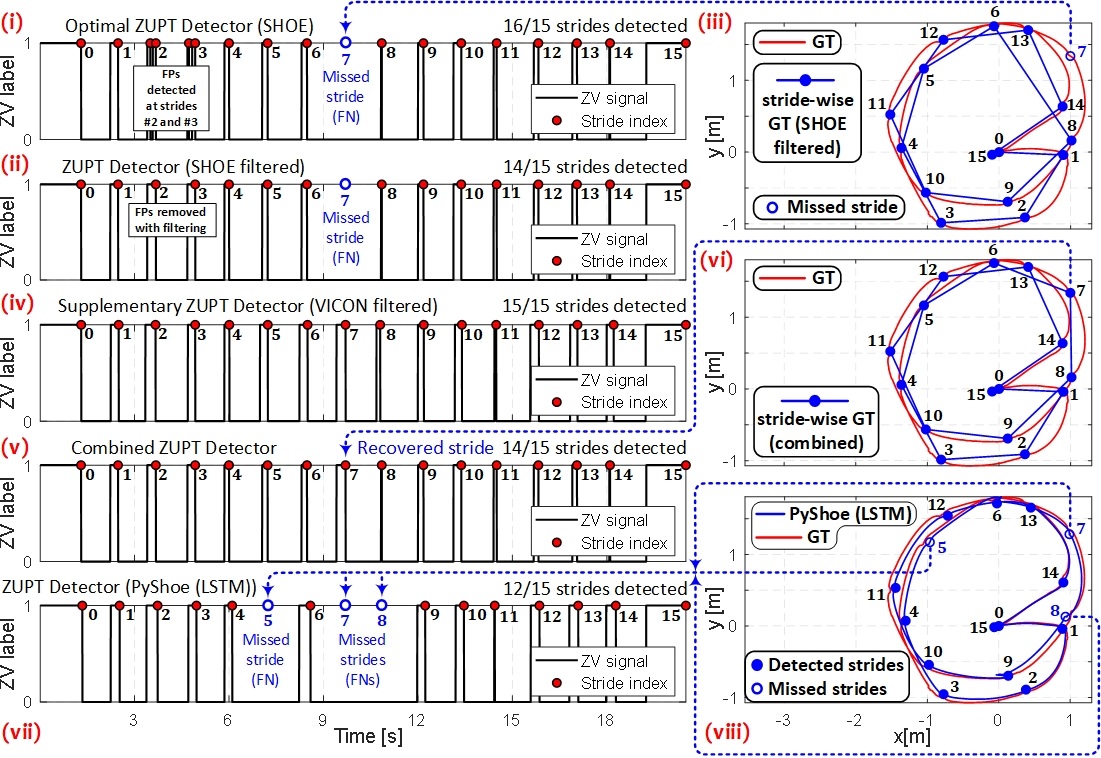 (i)
Optimal ZUPT Detector (SHOE)
16/15 strides detected
ZV label
1
0
0 1 2 3 4 5 6 8 9 10 11 12 13 14 15
FPs
detected
at strides
#2 and #3
7
Missed
stride
(FN)
ZV signal
Stride index
(ii)
ZUPT Detector (SHOE filtered)
14/15 strides detected
ZV label
1
0
0 1 2 3 4 5 6 8 9 10 11 12 13 14 15
FPs removed
with filtering
7
Missed
stride
(FN)
ZV signal
Stride index
(iv)
Supplementary ZUPT Detector (VICON filtered)
15/15 strides detected
ZV label
1
0
0 1 2 3 4 5 6 7 8 9 10 11 12 13 14 15
ZV signal
Stride index
(v)
Combined ZUPT Detector
Recovered stride
14/15 strides detected
ZV label
1
0
0 1 2 3 4 5 6 7 8 9 10 11 12 13 14 15
ZV signal
Stride index
ZUPT Detector (PyShoe (LSTM))
12/15 strides detected
ZV label
1
0
0 1 2 3 4 6 9 10 11 12 13 14 15
5
Missed
stride
(FN)
7 8
Missed
strides
(FNs)
ZV signal
Stride index
3 6 9 12 15 18
Time [s]
(vii)
(iii)
GT
stride-wise
GT (SHOE
filtered)
Missed stride
y [m]
1
0
-1
6
12
13
7
5
11
14
8
4
0
15
1
10
9
2
3
(vi)
GT
stride-wise GT
(combined)
y [m]
1
0
-1
6
12
13
7
5
11
14
8
4
0
15
1
10
9
2
3
PyShoe (LSTM)
GT
Detected strides
Missed strides
y [m]
1
0
-1
12
6
13
7
5
14
11
8
4
0
15
1
10
9
2
3
-3 -2 -1 0 1
x[m]
(viii)